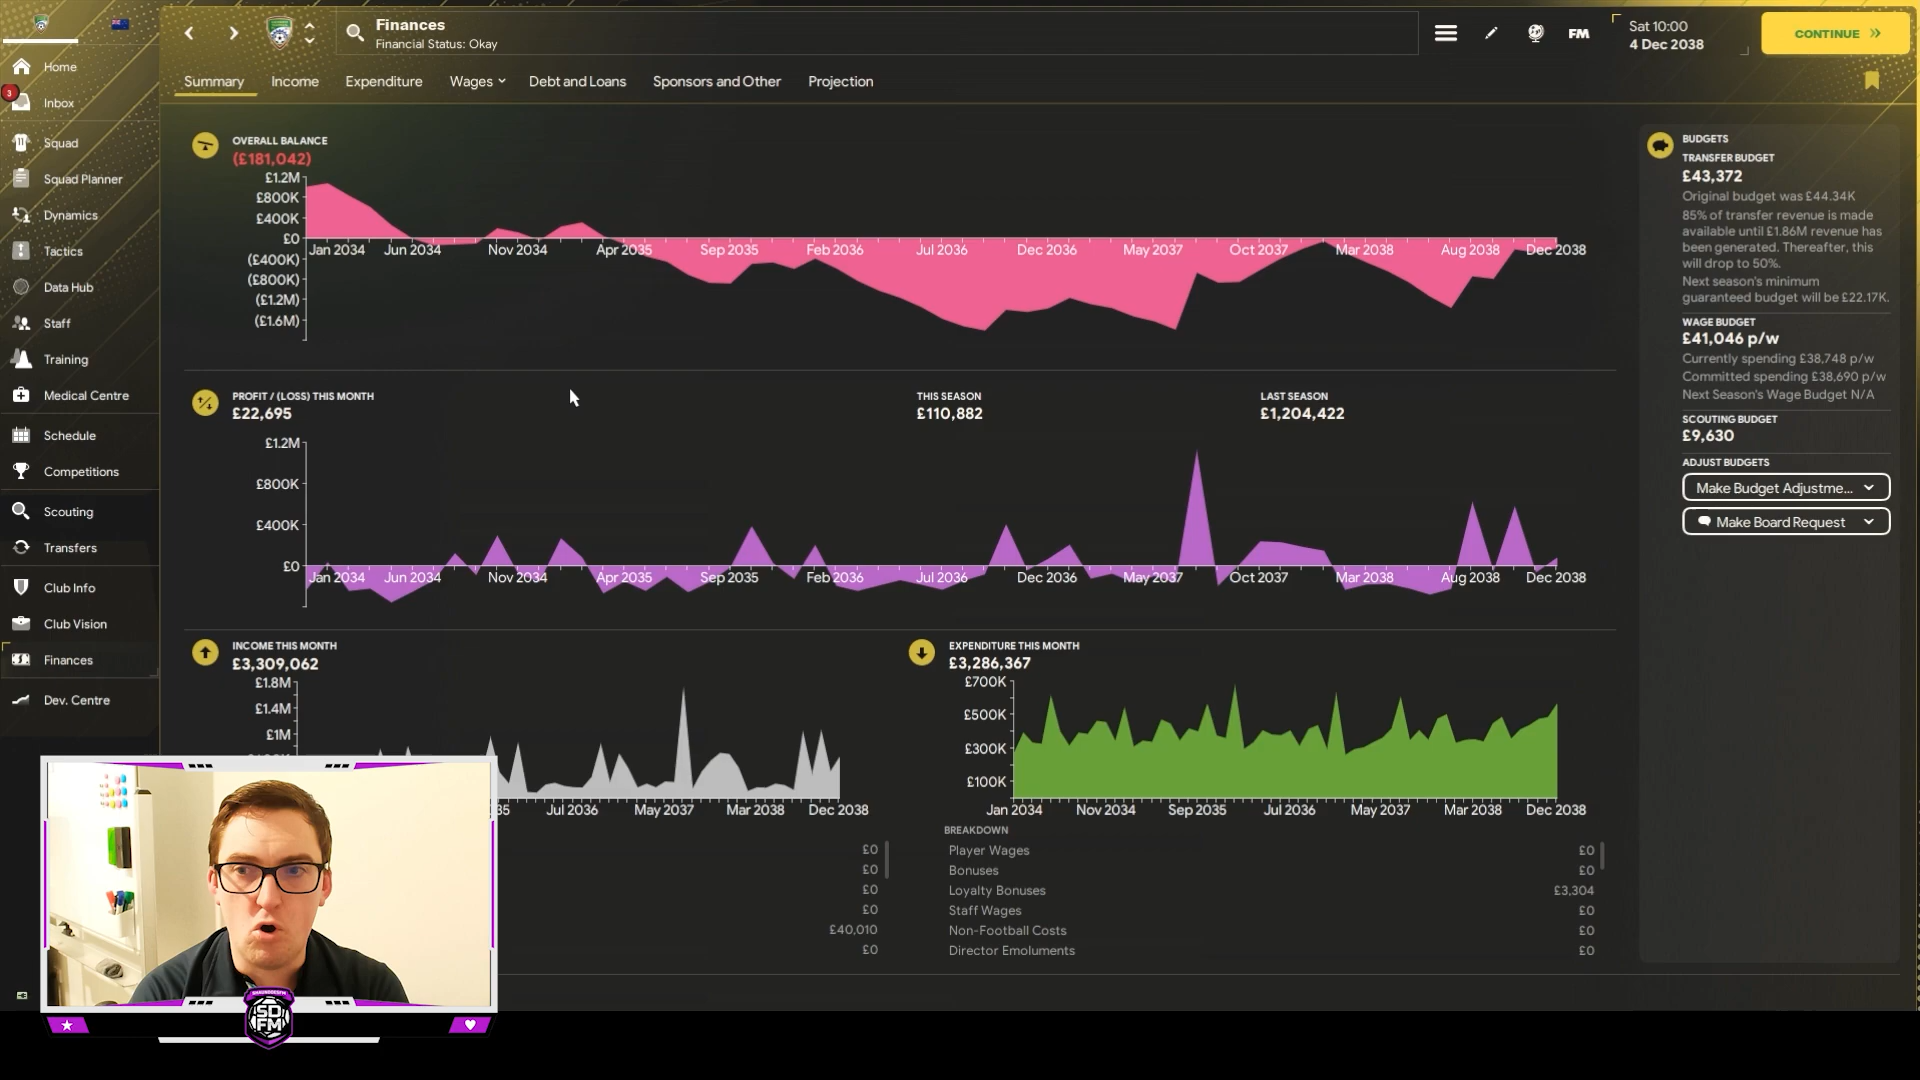 Finances
Financial Status: Okay
FM
Sat 10:00
4 Dec 2038
CONTINUE
Home
3
Inbox
Squad
Squad Planner
Dynamics
Tactics
Data Hub
Staff
Training
Medical Centre
Schedule
Competitions
Scouting
Transfers
Club Info
Club Vision
Finances
Dev. Centre
Summary
Income
Expenditure
Wages
Debt and Loans
Sponsors and Other
Projection
OVERALL BALANCE
(£181,042)
£1.2M
£800K
£400K
£0
(£400K)
(£800K)
(£1.2M)
(£1.6M)
Jan 2034 Jun 2034 Nov 2034 Apr 2035 Sep 2035 Feb 2036 Jul 2036 Dec 2036 May 2037 Oct 2037 Mar 2038 Aug 2038 Dec 2038
PROFIT / (LOSS) THIS MONTH
£22,695
THIS SEASON
£110,882
LAST SEASON
£1,204,422
£1.2M
£800K
£400K
£0
Jan 2034 Jun 2034 Nov 2034 Apr 2035 Sep 2035 Feb 2036 Jul 2036 Dec 2036 May 2037 Oct 2037 Mar 2038 Aug 2038 Dec 2038
INCOME THIS MONTH
£3,309,062
£1.8M
£1.4M
£1M
35 Jul 2036 May 2037 Mar 2038 Dec 2038
£0
£0
£0
£0
£40,010
£0
EXPENDITURE THIS MONTH
£3,286,367
£700K
£500K
£300K
£100K
Jan 2034 Nov 2034 Sep 2035 Jul 2036 May 2037 Mar 2038 Dec 2038
BREAKDOWN
Player Wages £0
Bonuses £0
Loyalty Bonuses £3,304
Staff Wages £0
Non-Football Costs £0
Director Emoluments £0
BUDGETS
TRANSFER BUDGET
£43,372
Original budget was £44.34K
85% of transfer revenue is made
available until £1.86M revenue has
been generated. Thereafter, this
will drop to 50%.
Next season's minimum
guaranteed budget will be £22.17K.
WAGE BUDGET
£41,046 p/w
Currently spending £38,748 p/w
Committed spending £38,690 p/w
Next Season's Wage Budget N/A
SCOUTING BUDGET
£9,630
ADJUST BUDGETS
Make Budget Adjustme...
Make Board Request
SD
FM